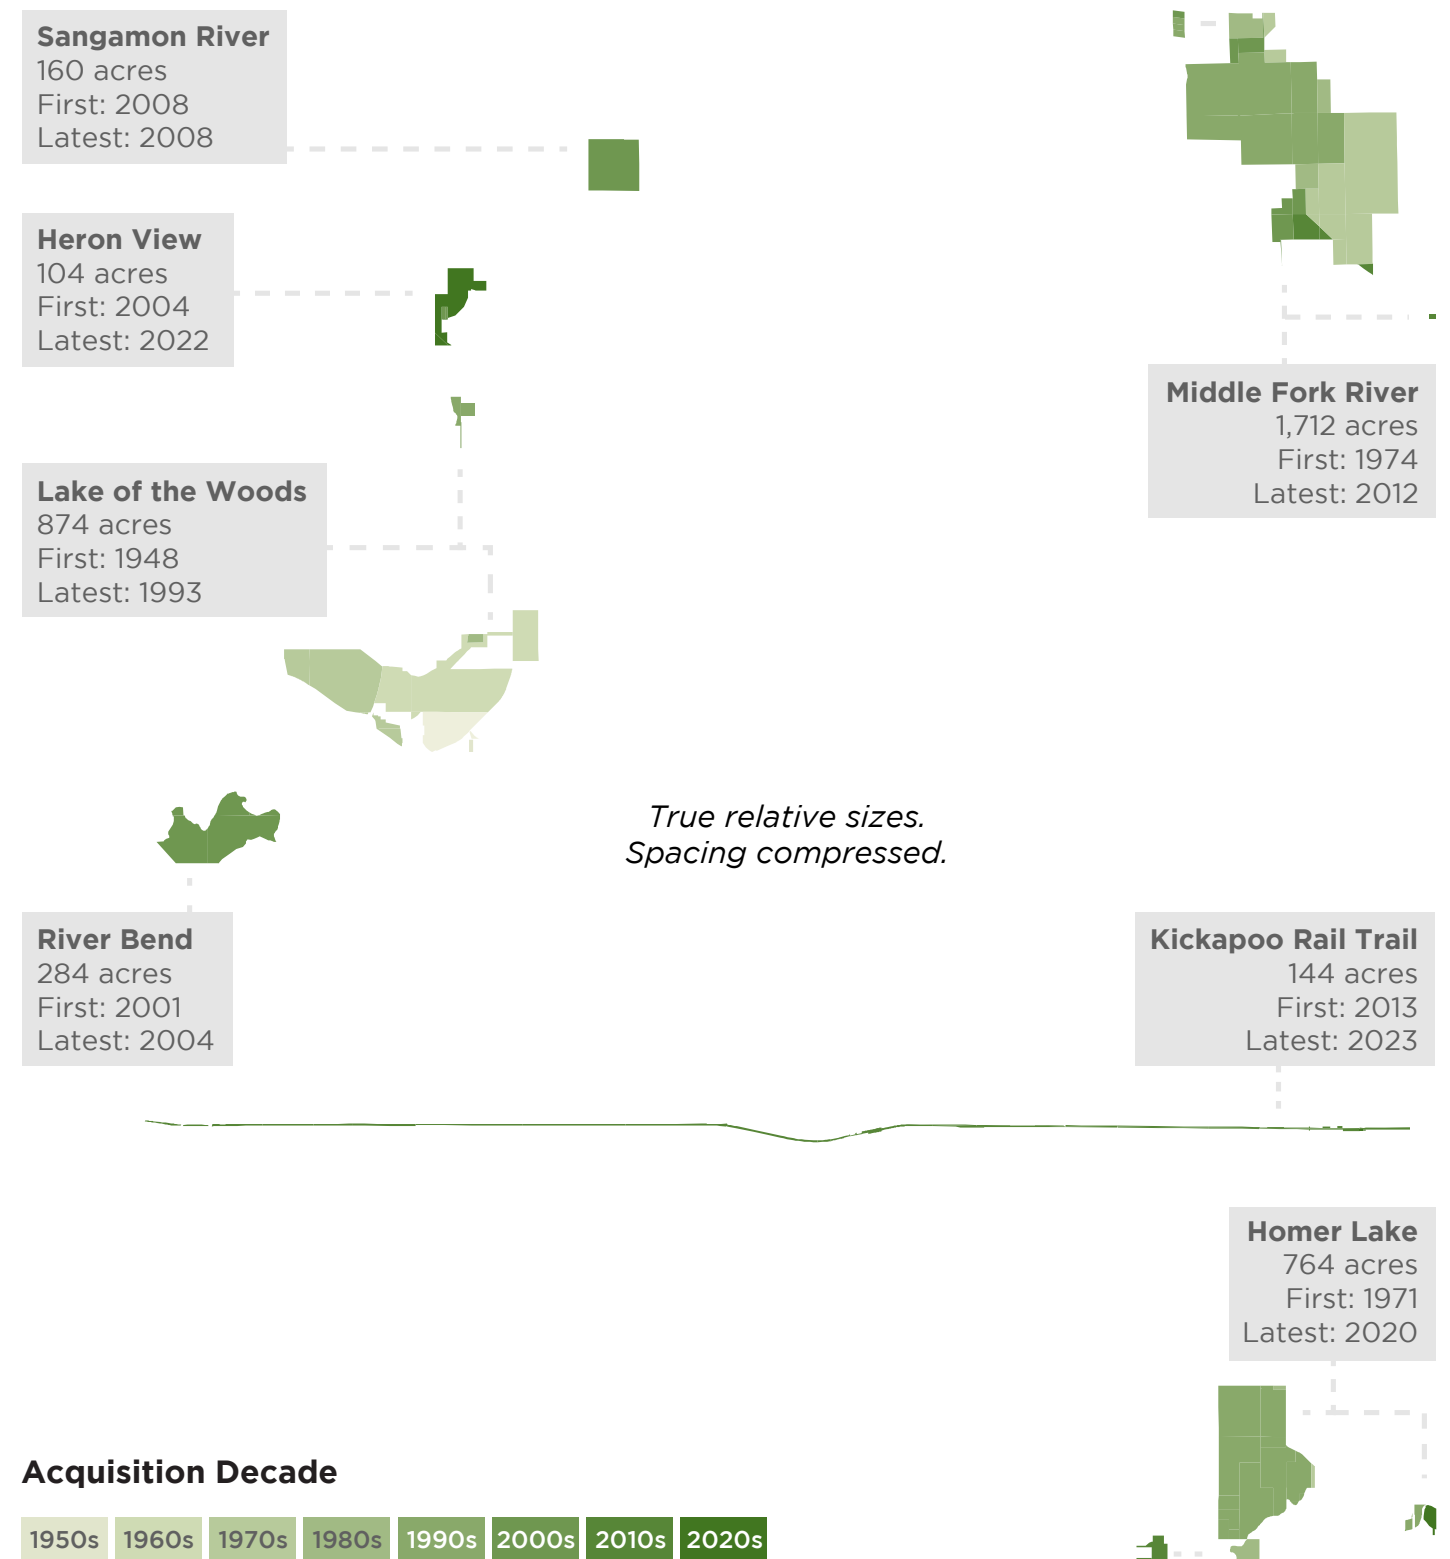 Sangamon River
160 acres
First: 2008
Latest: 2008
Heron View
104 acres
First: 2004
Latest: 2022
Middle Fork River
1,712 acres
First: 1974
Latest: 2012
Lake of the Woods
874 acres
First: 1948
Latest: 1993
True relative sizes.
Spacing compressed.
River Bend
284 acres
First: 2001
Latest: 2004
Kickapoo Rail Trail
144 acres
First: 2013
Latest: 2023
Homer Lake
764 acres
First: 1971
Latest: 2020
Acquisition Decade
1950s 1960s 1970s 1980s 1990s 2000s 2010s 2020s